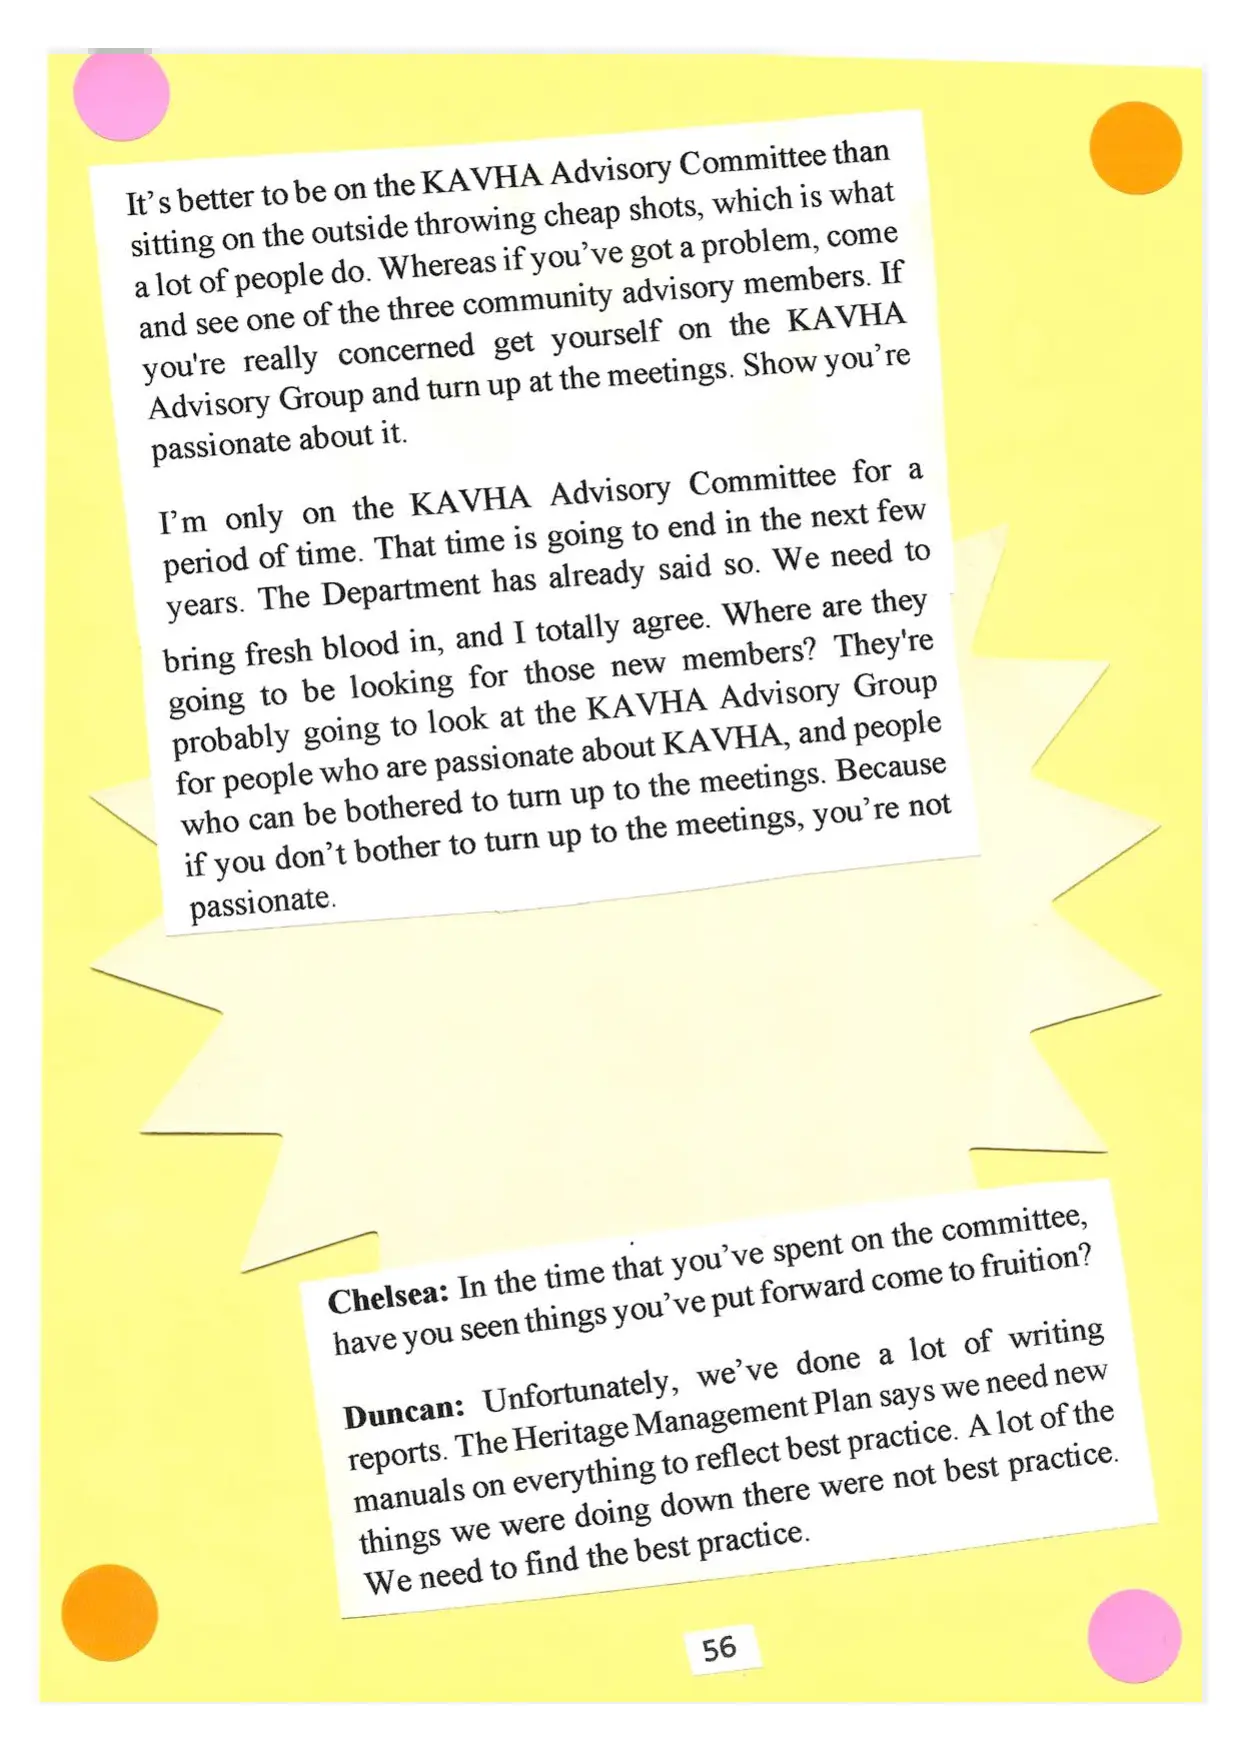 It’s better to be on the KAVHA Advisory Committee than
sitting on the outside throwing cheap shots, which is what
a lot of people do. Whereas if you’ve got a problem, come
and see one of the three community advisory members. If
you're really concerned get yourself on the KAVHA
Advisory Group and turn up at the meetings. Show you’re
passionate about it.
I’m only on the KAVHA Advisory Committee for a
period of time. That time is going to end in the next few
years. The Department has already said so. We need to
bring fresh blood in, and I totally agree. Where are they
going to be looking for those new members? They're
probably going to look at the KAVHA Advisory Group
for people who are passionate about KAVHA, and people
who can be bothered to turn up to the meetings. Because
if you don’t bother to turn up to the meetings, you’re not
passionate.
Chelsea: In the time that you’ve spent on the committee,
have you seen things you’ve put forward come to fruition?
Duncan: Unfortunately, we’ve done a lot of writing
reports. The Heritage Management Plan says we need new
manuals on everything to reflect best practice. A lot of the
things we were doing down there were not best practice.
We need to find the best practice.
56